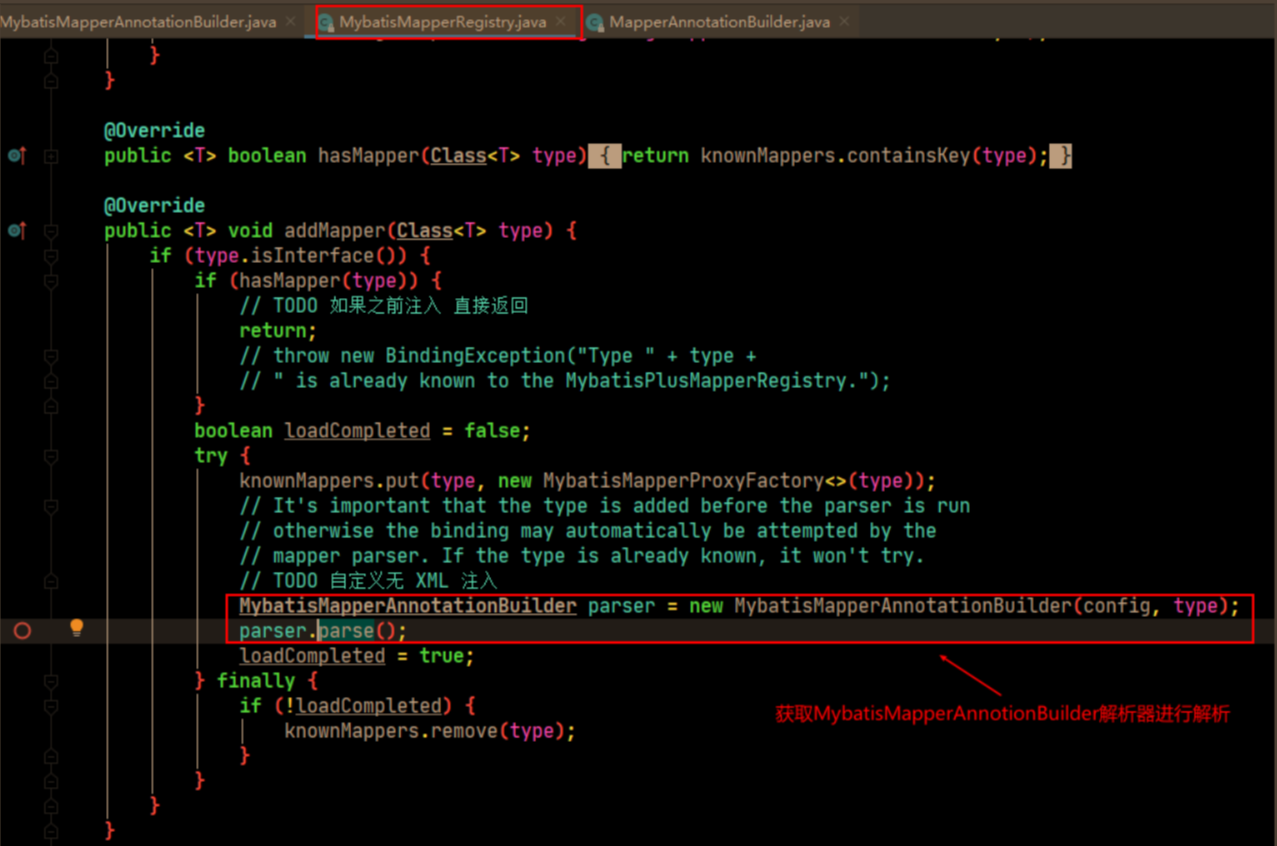 MybatisMapperAnnotationBuilder.java × MybatisMapperRegistry.java × MapperAnnotationBuilder.java ×
}
}
@Override
public <T> boolean hasMapper(Class<T> type) { return knownMappers.containsKey(type); }
@Override
public <T> void addMapper(Class<T> type) {
if (type.isInterface()) {
if (hasMapper(type)) {
// TODO 如果之前注入 直接返回
return;
// throw new BindingException("Type " + type +
// " is already known to the MybatisPlusMapperRegistry.");
}
boolean loadCompleted = false;
try {
knownMappers.put(type, new MybatisMapperProxyFactory<>(type));
// It's important that the type is added before the parser is run
// otherwise the binding may automatically be attempted by the
// mapper parser. If the type is already known, it won't try.
// TODO 自定义无 XML 注入
MybatisMapperAnnotationBuilder parser = new MybatisMapperAnnotationBuilder(config, type);
parser.parse();
loadCompleted = true;
} finally {
if (!loadCompleted) {
获取MybatisMapperAnnotionBuilder解析器进行解析
knownMappers.remove(type);
}
}
}
}